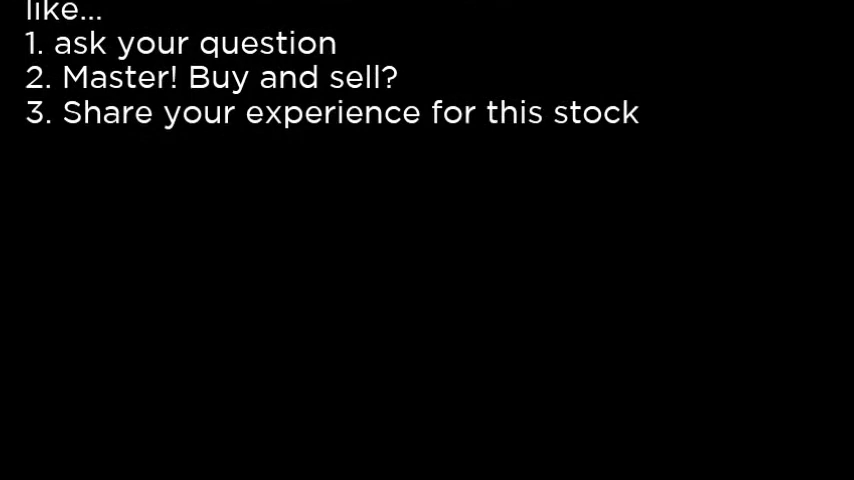 like...
1. ask your question
2. Master! Buy and sell?
3. Share your experience for this stock